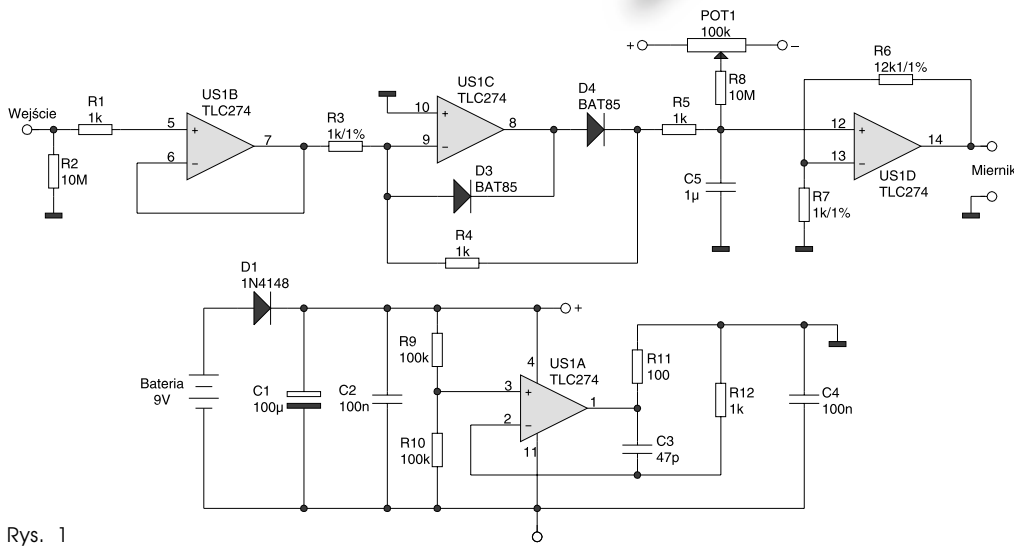 POT1
100k
+
−
R6
12k1/1%
Wejście
R1
1k
US1B
TLC274
5
+
6
−
7
R2
10M
R3
1k/1%
US1C
TLC274
10
+
9
−
8
D4
BAT85
D3
BAT85
R4
1k
R5
1k
R8
10M
C5
1µ
12
+
13
−
14
US1D
TLC274
R7
1k/1%
Miernik
D1
1N4148
+
Bateria
9V
C1
100µ
C2
100n
R9
100k
R10
100k
4
US1A
TLC274
3
+
2
−
1
11
R11
100
C3
47p
R12
1k
C4
100n
Rys. 1